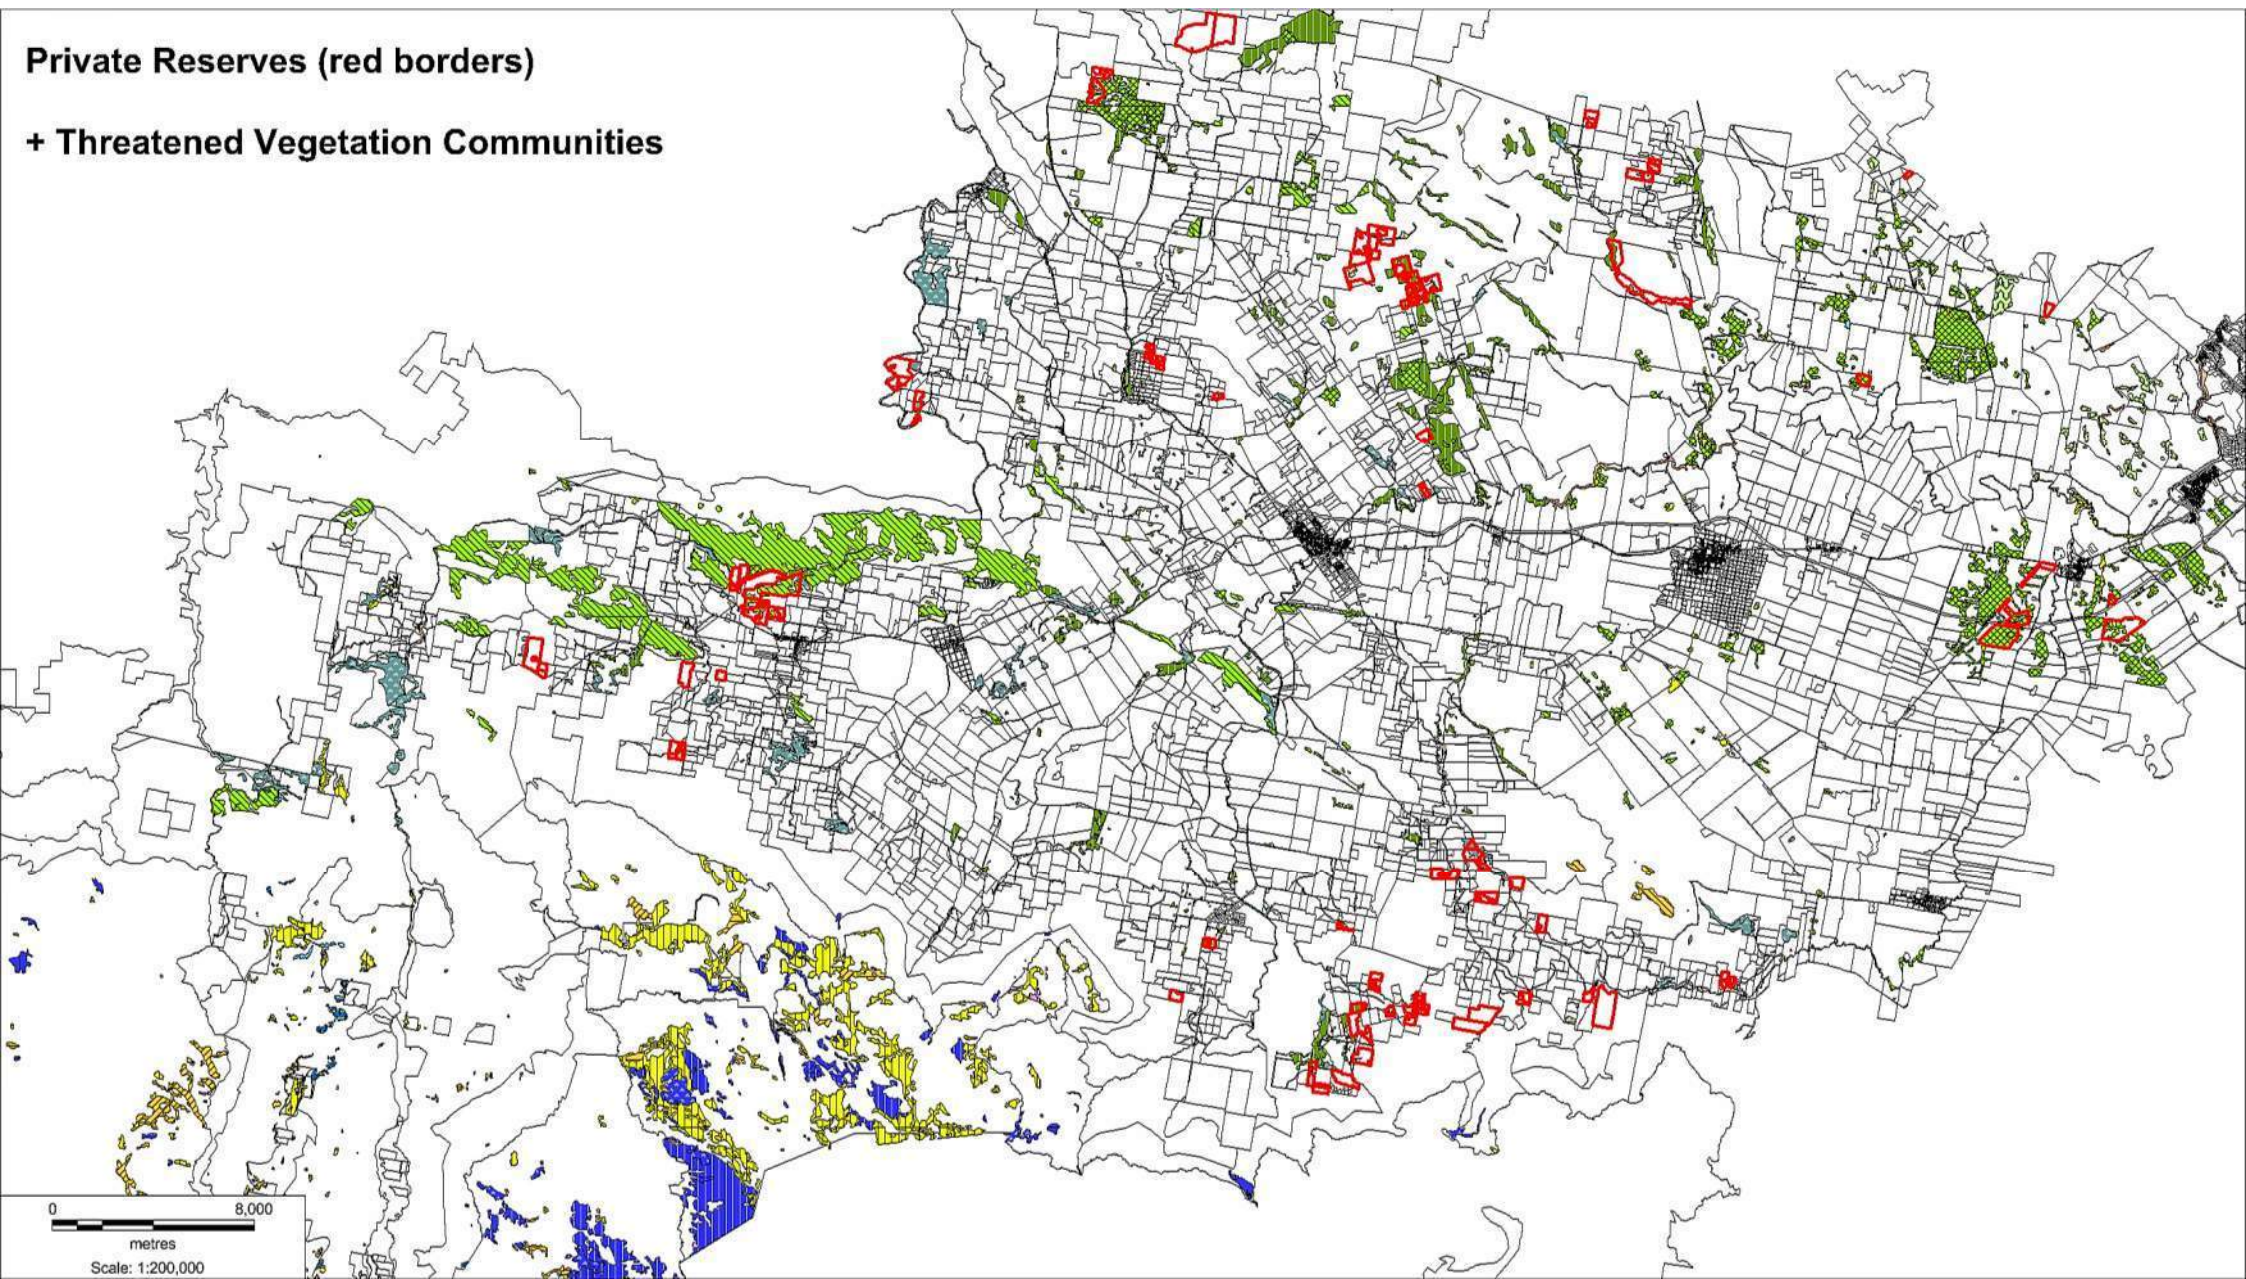 Private Reserves (red borders)
+ Threatened Vegetation Communities
0 8,000
metres
Scale: 1:200,000